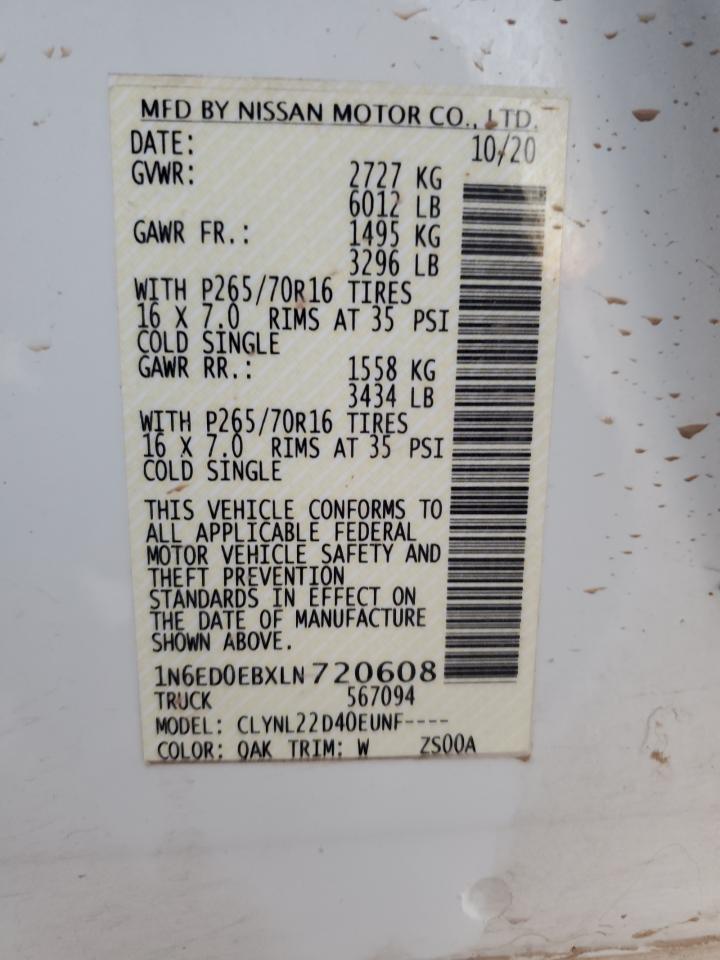 MFD BY NISSAN MOTOR CO., LTD.
DATE: 10/20
GVWR: 2727 KG
6012 LB
GAWR FR.: 1495 KG
3296 LB
WITH P265/70R16 TIRES
16 X 7.0 RIMS AT 35 PSI
COLD SINGLE
GAWR RR.: 1558 KG
3434 LB
WITH P265/70R16 TIRES
16 X 7.0 RIMS AT 35 PSI
COLD SINGLE
THIS VEHICLE CONFORMS TO
ALL APPLICABLE FEDERAL
MOTOR VEHICLE SAFETY AND
THEFT PREVENTION
STANDARDS IN EFFECT ON
THE DATE OF MANUFACTURE
SHOWN ABOVE.
1N6ED0EBXLN720608
TRUCK 567094
MODEL: CLYNL22D40EUNF----
COLOR: QAK TRIM: W ZS00A